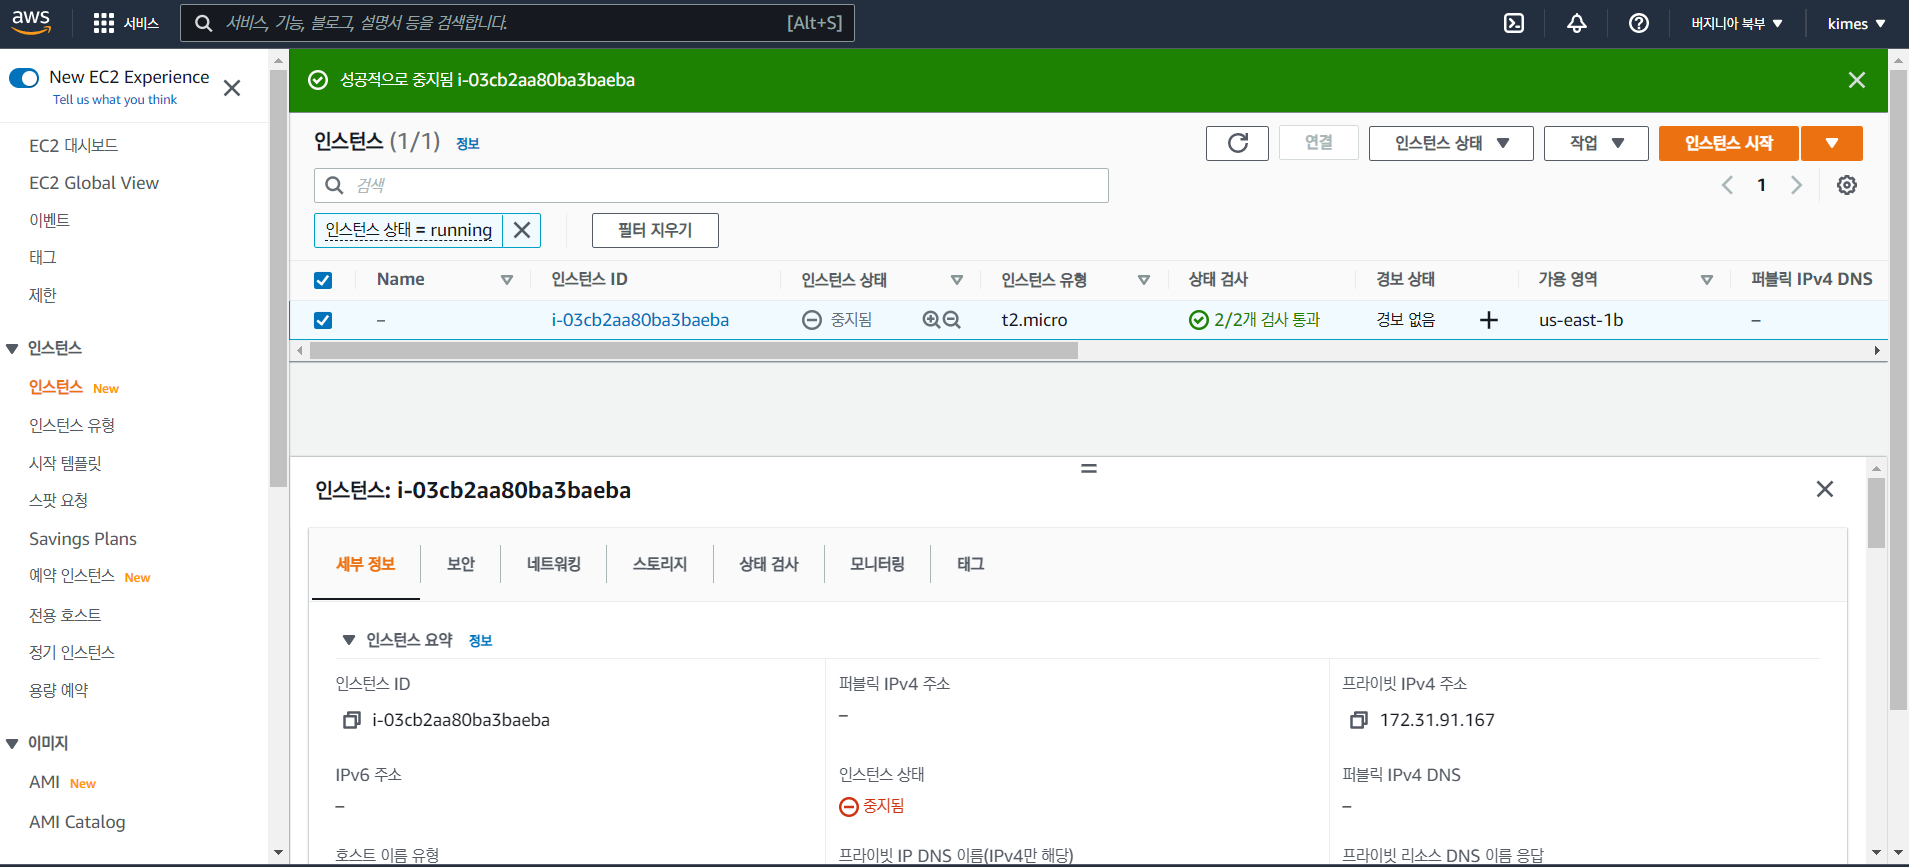 aws
서비스
서비스, 기능, 블로그, 설명서 등을 검색합니다.
[Alt+S]
버지니아 북부
kimes
New EC2 Experience
Tell us what you think
EC2 대시보드
EC2 Global View
이벤트
태그
제한
인스턴스
인스턴스 New
인스턴스 유형
시작 템플릿
스팟 요청
Savings Plans
예약 인스턴스 New
전용 호스트
정기 인스턴스
용량 예약
이미지
AMI New
AMI Catalog
성공적으로 중지됨 i-03cb2aa80ba3baeba
인스턴스 (1/1) 정보
연결
인스턴스 상태
작업
인스턴스 시작
검색
1
인스턴스 상태 = running
필터 지우기
Name 인스턴스 ID 인스턴스 상태 인스턴스 유형 상태 검사 경보 상태 가용 영역 퍼블릭 IPv4 DNS
– i-03cb2aa80ba3baeba 중지됨 t2.micro 2/2개 검사 통과 경보 없음 + us-east-1b –
인스턴스: i-03cb2aa80ba3baeba
세부 정보 보안 네트워킹 스토리지 상태 검사 모니터링 태그
인스턴스 요약 정보
인스턴스 ID 퍼블릭 IPv4 주소 프라이빗 IPv4 주소
i-03cb2aa80ba3baeba – 172.31.91.167
IPv6 주소 인스턴스 상태 퍼블릭 IPv4 DNS
– 중지됨 –
호스트 이름 유형 프라이빗 IP DNS 이름(IPv4만 해당) 프라이빗 리소스 DNS 이름 응답